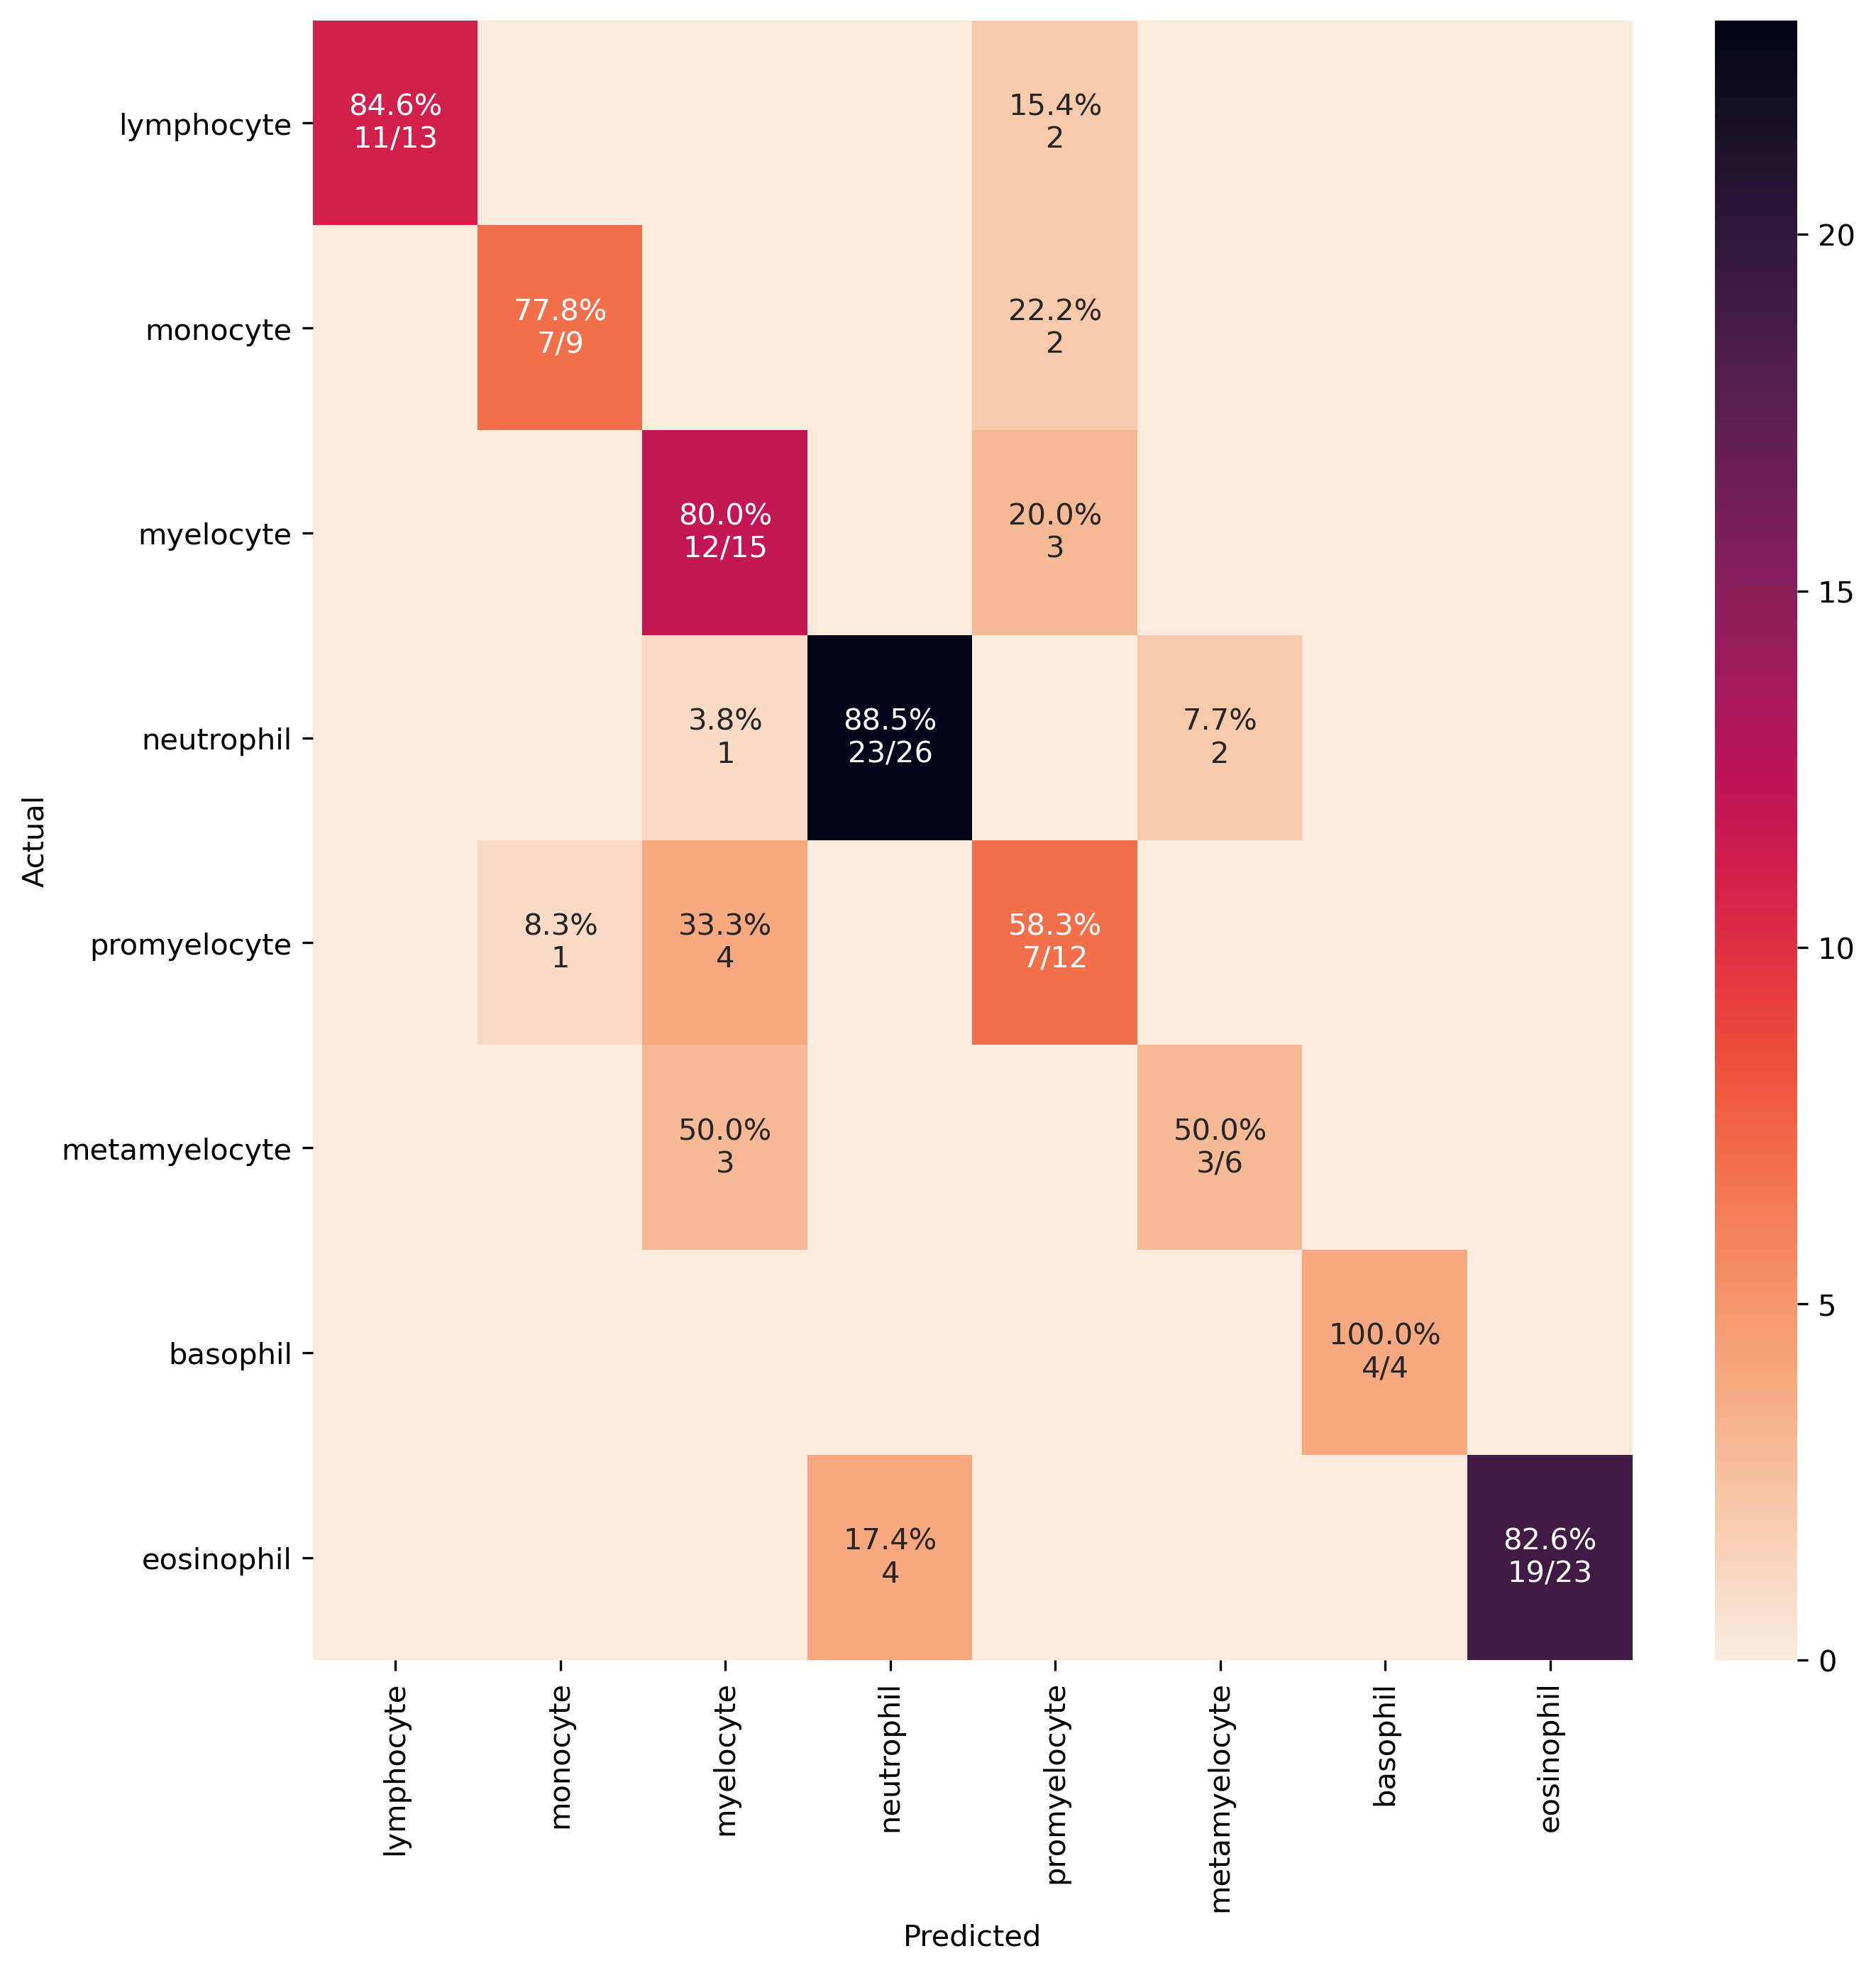 84.6%
11/13
15.4%
2
lymphocyte
77.8%
7/9
22.2%
2
monocyte
80.0%
12/15
20.0%
3
myelocyte
3.8%
1
88.5%
23/26
7.7%
2
neutrophil
8.3%
1
33.3%
4
58.3%
7/12
promyelocyte
50.0%
3
50.0%
3/6
metamyelocyte
100.0%
4/4
basophil
17.4%
4
82.6%
19/23
eosinophil
Actual
lymphocyte
monocyte
myelocyte
neutrophil
promyelocyte
metamyelocyte
basophil
eosinophil
Predicted
20
15
10
5
0